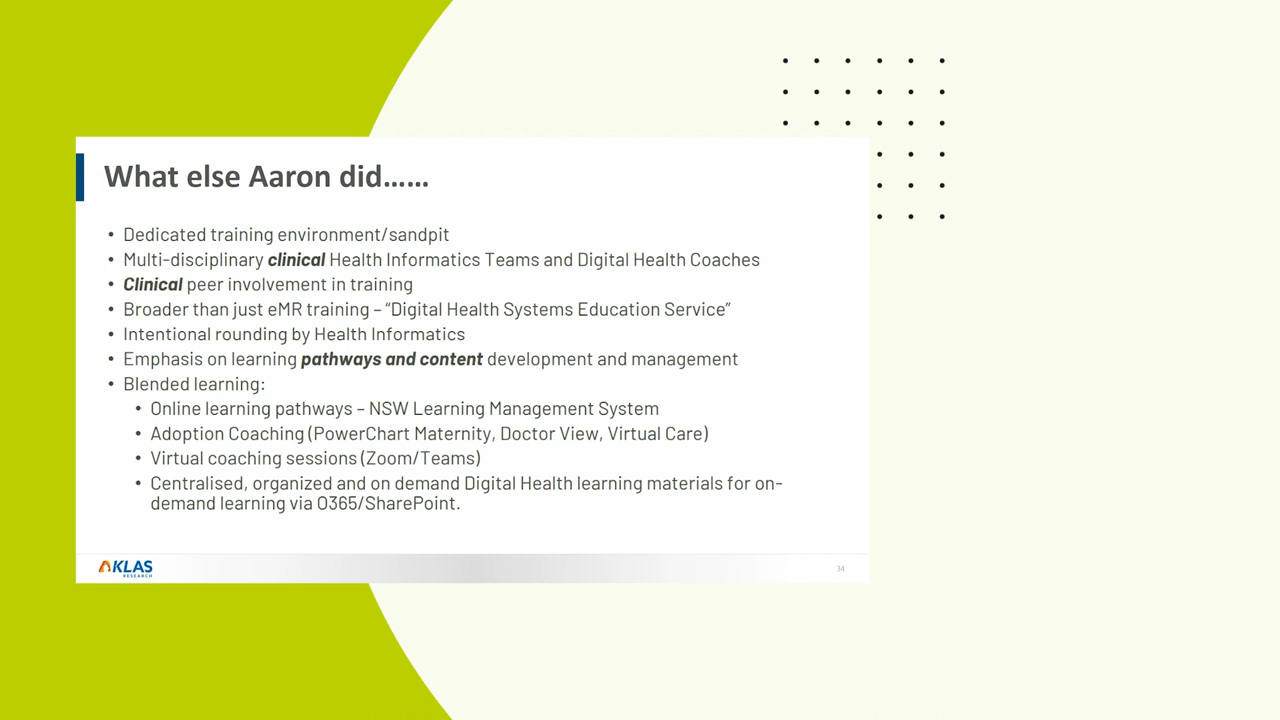 What else Aaron did……
• Dedicated training environment/sandpit
• Multi-disciplinary clinical Health Informatics Teams and Digital Health Coaches
• Clinical peer involvement in training
• Broader than just eMR training – “Digital Health Systems Education Service”
• Intentional rounding by Health Informatics
• Emphasis on learning pathways and content development and management
• Blended learning:
• Online learning pathways – NSW Learning Management System
• Adoption Coaching (PowerChart Maternity, Doctor View, Virtual Care)
• Virtual coaching sessions (Zoom/Teams)
• Centralised, organized and on demand Digital Health learning materials for on-
demand learning via O365/SharePoint.
KLAS
RESEARCH
34